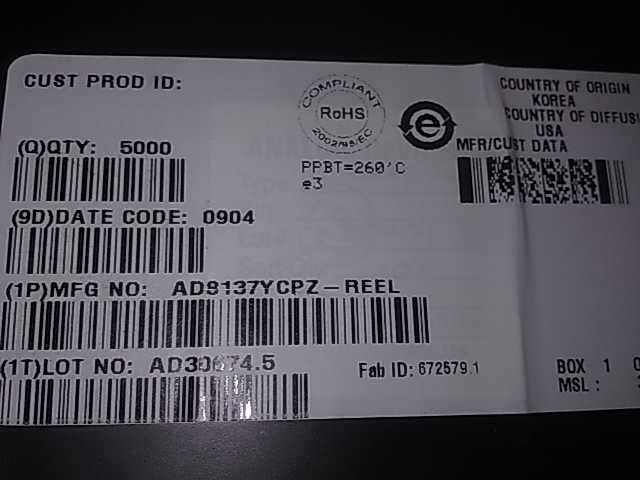 CUST PROD ID:
COMPLIANT
RoHS
2002/95/EC
e
COUNTRY OF ORIGIN
KOREA
COUNTRY OF DIFFUS
USA
(Q)QTY: 5000
MFR/CUST DATA
PPBT=260'C
e3
(9D)DATE CODE: 0904
(1P)MFG NO: AD8137YCPZ-REEL
(1T)LOT NO: AD30674.5
Fab ID: 672579.1
BOX 1
MSL :